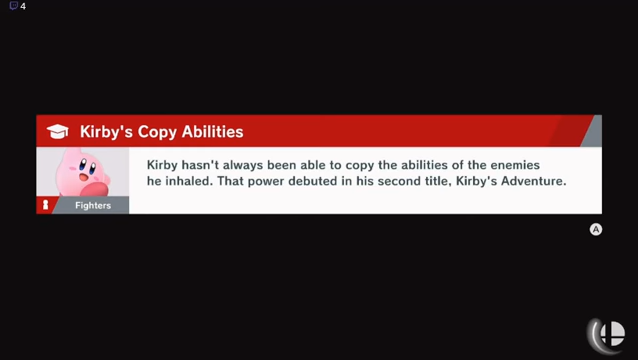 4
Kirby's Copy Abilities
Kirby hasn't always been able to copy the abilities of the enemies
he inhaled. That power debuted in his second title, Kirby's Adventure.
Fighters
A